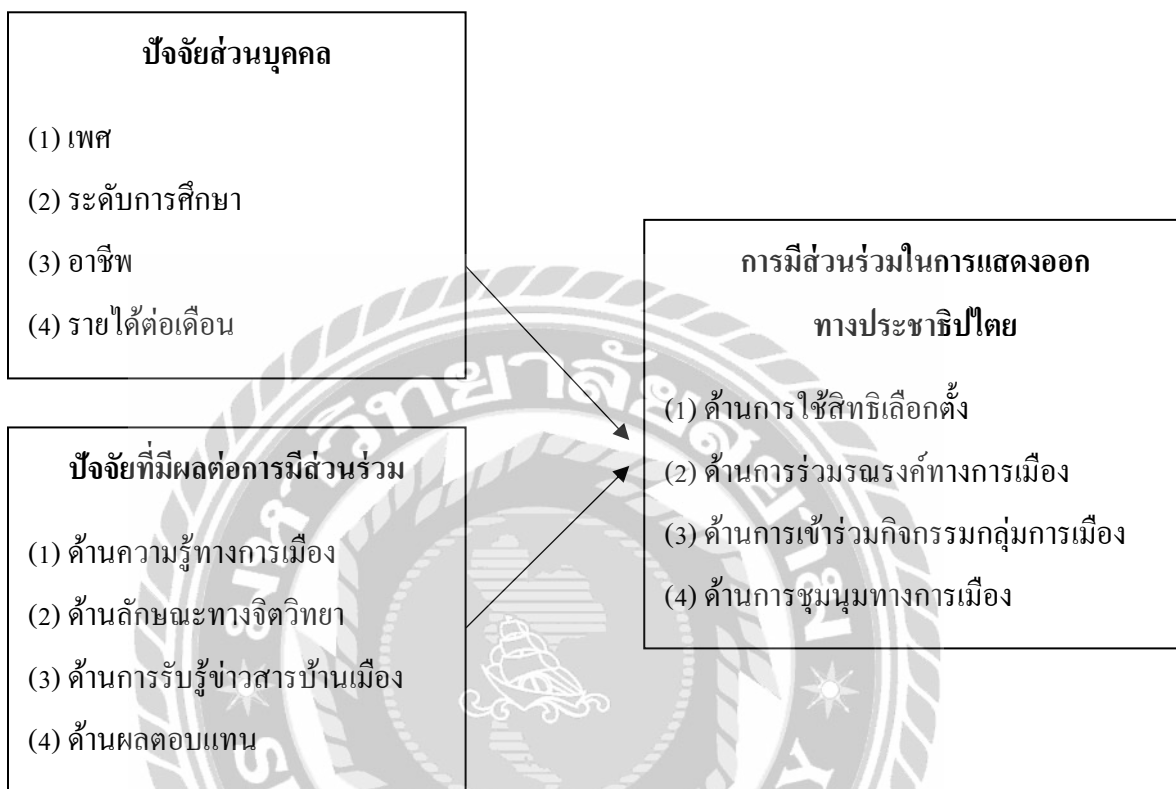 ปัจจัยส่วนบุคคล
(1) เพศ
(2) ระดับการศึกษา
(3) อาชีพ
(4) รายได้ต่อเดือน
ปัจจัยที่มีผลต่อการมีส่วนร่วม
(1) ด้านความรู้ทางการเมือง
(2) ด้านลักษณะทางจิตวิทยา
(3) ด้านการรับรู้ข่าวสารบ้านเมือง
(4) ด้านผลตอบแทน
การมีส่วนร่วมในการแสดงออก
ทางประชาธิปไตย
(1) ด้านการใช้สิทธิเลือกตั้ง
(2) ด้านการร่วมรณรงค์ทางการเมือง
(3) ด้านการเข้าร่วมกิจกรรมกลุ่มการเมือง
(4) ด้านการชุมนุมทางการเมือง
มหาวิทยาลัยสยาม